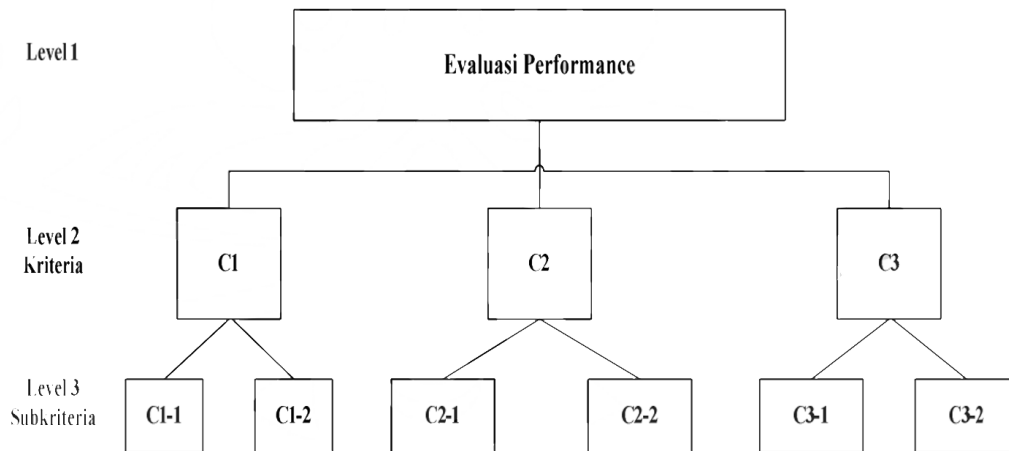 Level 1
Evaluasi Performance
Level 2
Kriteria
C1
C2
C3
Level 3
Subkriteria
C1-1
C1-2
C2-1
C2-2
C3-1
C3-2